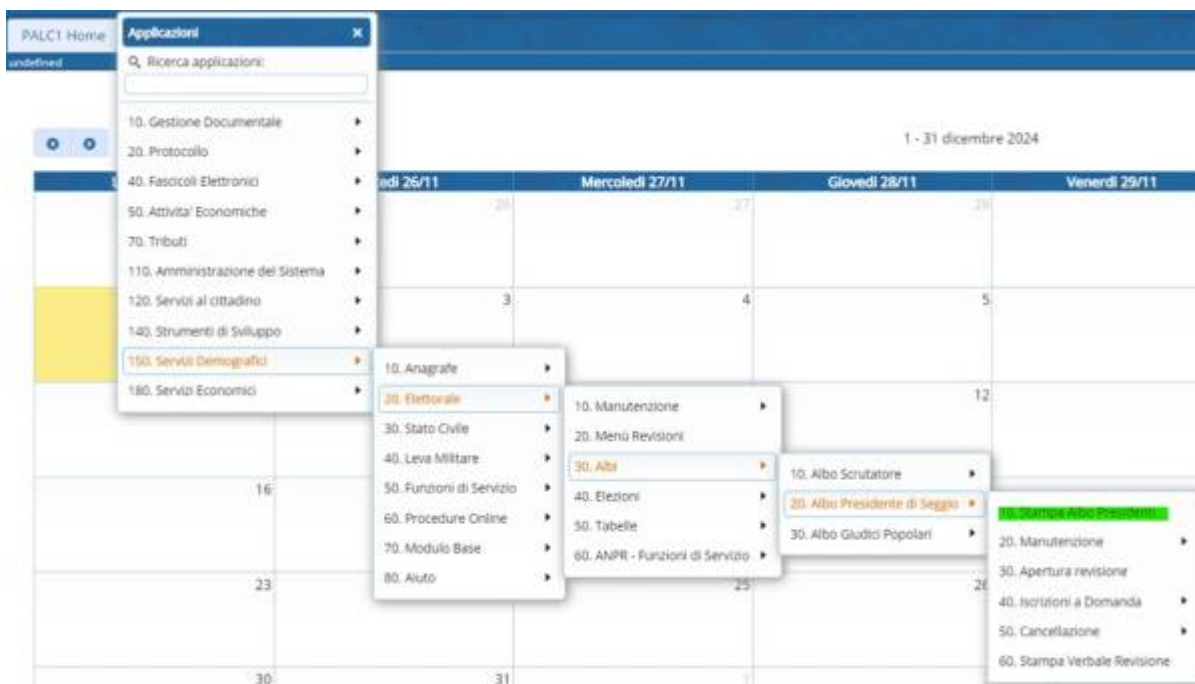 PALC1 Home
Applicazioni
undefined
Ricerca applicazioni:
10. Gestione Documentale
20. Protocollo
40. Fascicoli Elettronici
50. Attivita' Economiche
70. Tributi
110. Amministrazione del Sistema
120. Servizi al cittadino
140. Strumenti di Sviluppo
150. Servizi Demografici
180. Servizi Economici
10. Anagrafe
20. Elettorale
30. Stato Civile
40. Leva Militare
50. Funzioni di Servizio
60. Procedure Online
70. Modulo Base
80. Aiuto
10. Manutenzione
20. Menù Revisioni
30. Albi
40. Elezioni
50. Tabelle
60. ANPR - Funzioni di Servizio
10. Albo Scrutatore
20. Albo Presidente di Seggio
30. Albo Giudici Popolari
10. Stampa Albo Presidenti...
20. Manutenzione
30. Apertura revisione
40. Iscrizioni a Domanda
50. Cancellazione
60. Stampa Verbale Revisione
1 - 31 dicembre 2024
edì 26/11 Mercoledì 27/11 Giovedì 28/11 Venerdì 29/11
26 27
3 4 5
12
16
23 25 26
30 31 1